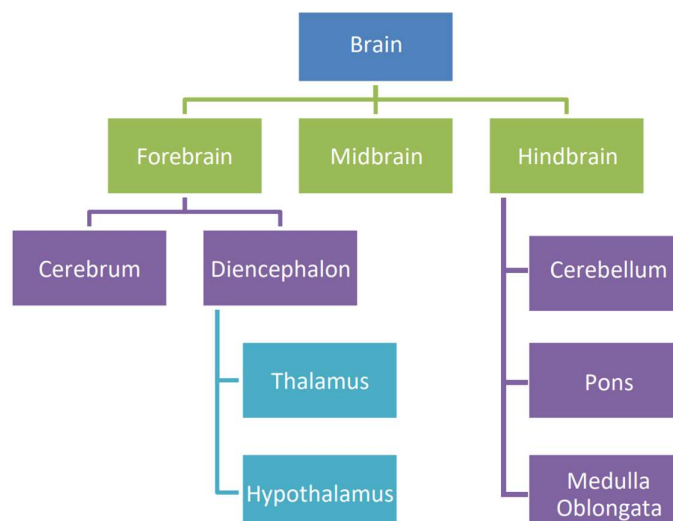 Brain
Forebrain
Midbrain
Hindbrain
Cerebrum
Diencephalon
Cerebellum
Thalamus
Pons
Hypothalamus
Medulla
Oblongata